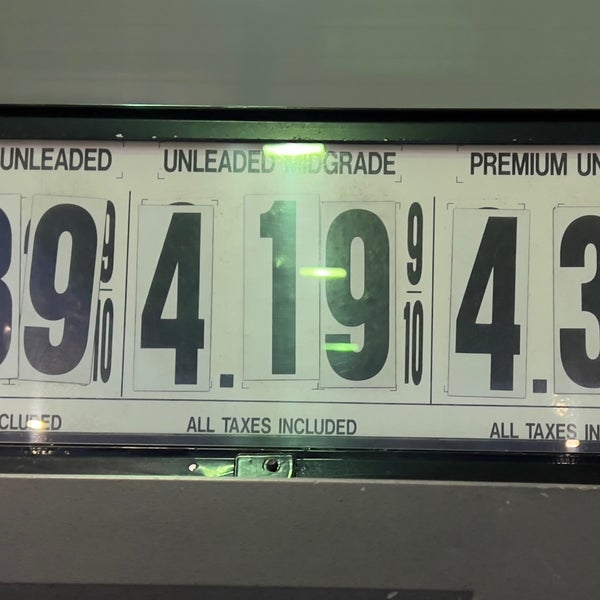 UNLEADED UNLEADED MIDGRADE PREMIUM UN
39 9/10 4.19 9/10 4.3
CLUDED ALL TAXES INCLUDED ALL TAXES IN